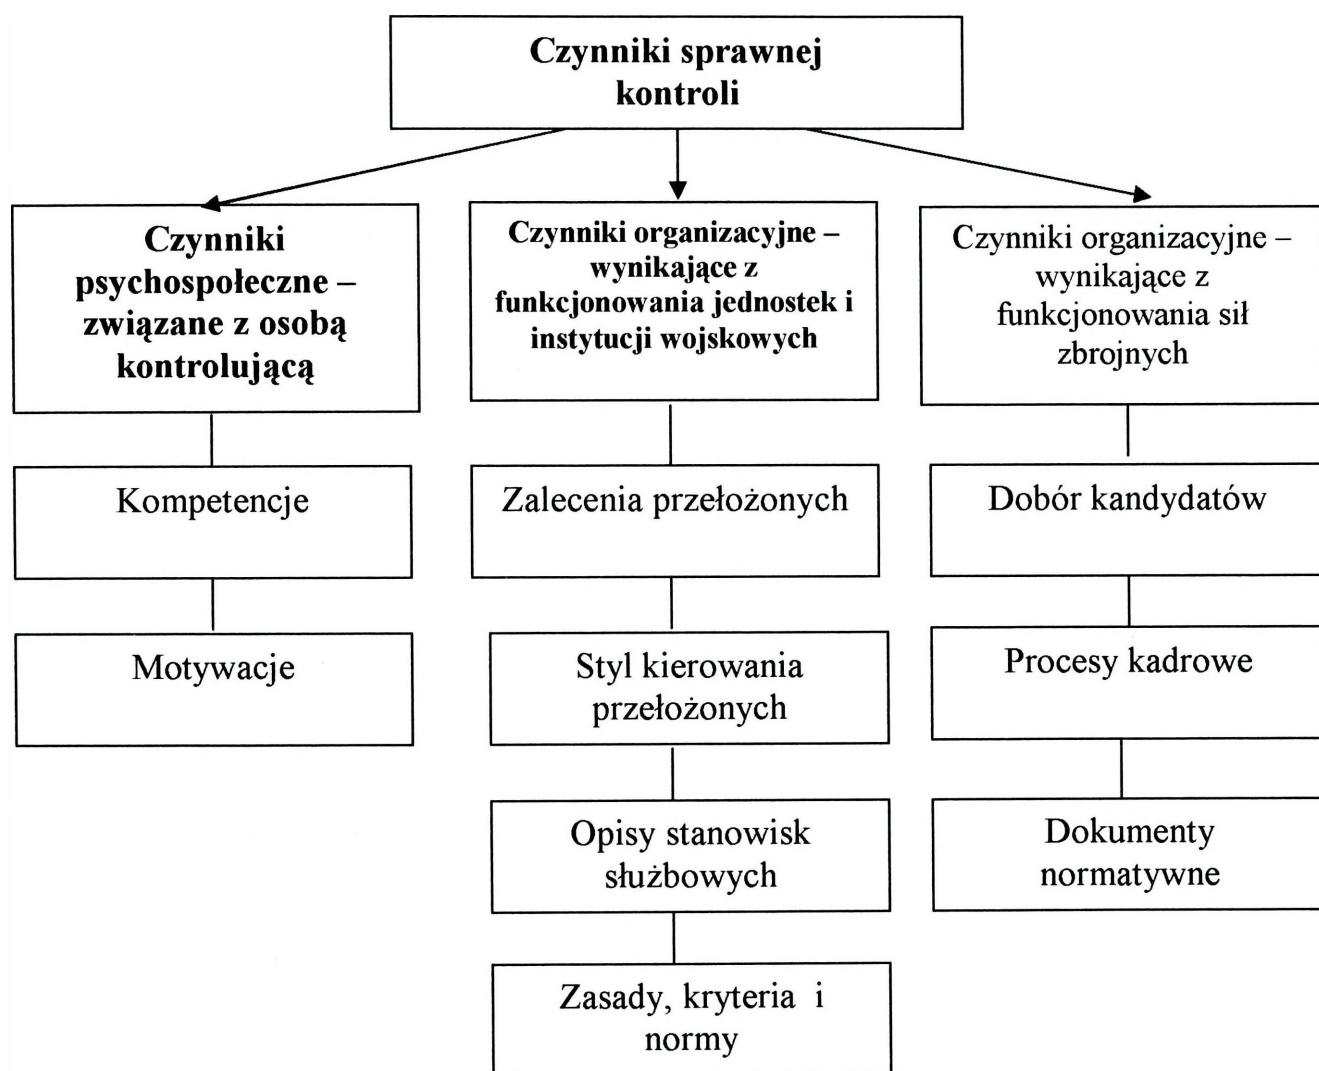 Czynniki sprawnej
kontroli
Czynniki
psychospołeczne –
związane z osobą
kontrolującą
Czynniki organizacyjne –
wynikające z
funkcjonowania jednostek i
instytucji wojskowych
Czynniki organizacyjne –
wynikające z
funkcjonowania sił
zbrojnych
Kompetencje
Zalecenia przełożonych
Dobór kandydatów
Motywacje
Styl kierowania
przełożonych
Procesy kadrowe
Opisy stanowisk
służbowych
Dokumenty
normatywne
Zasady, kryteria  i
normy